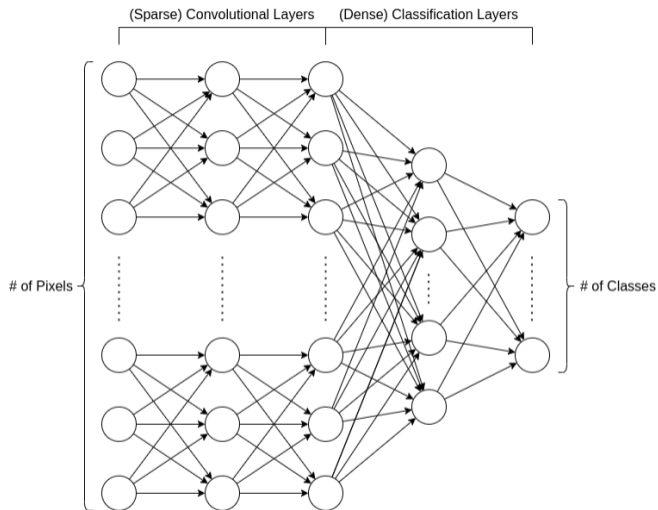 (Sparse) Convolutional Layers
(Dense) Classification Layers
# of Pixels
# of Classes